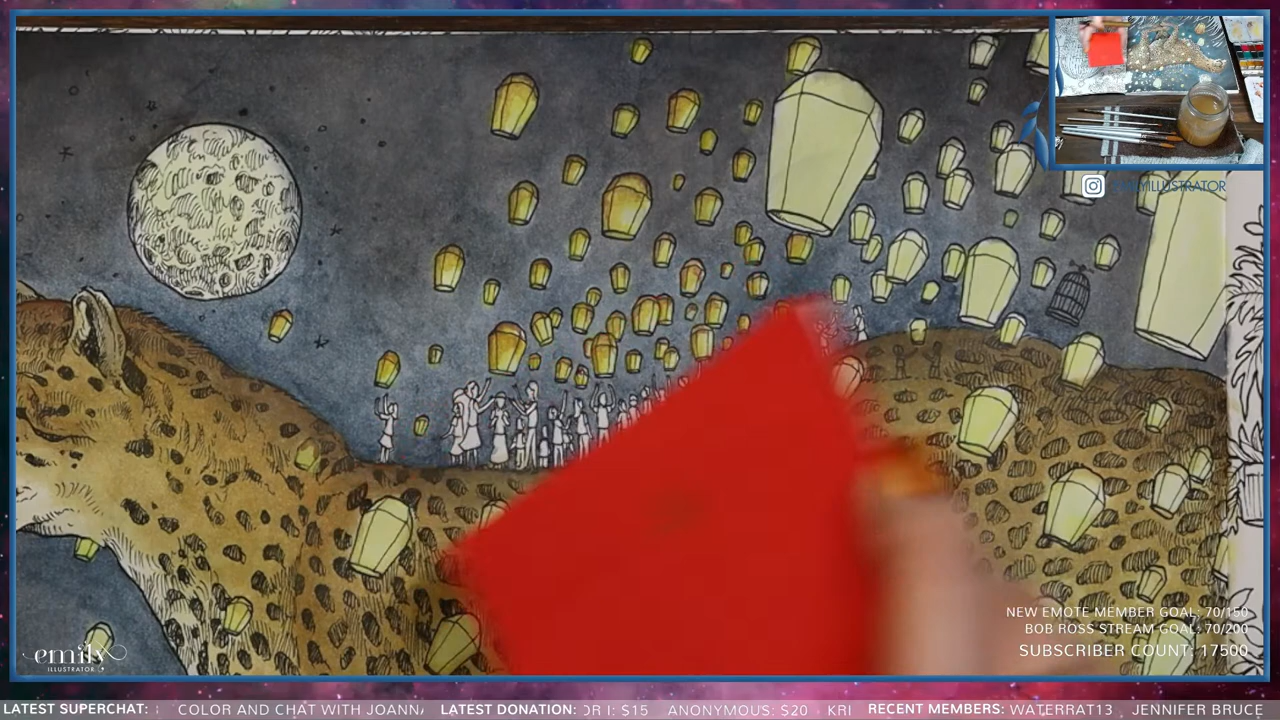 ILLUSTRATOR
NEW EMOTE MEMBER GOAL: 70/150
BOB ROSS STREAM GOAL: 70/200
SUBSCRIBER COUNT: 17500
emily
ILLUSTRATOR
LATEST SUPERCHAT: COLOR AND CHAT WITH JOANN LATEST DONATION: I: $15 ANONYMOUS: $20 KRI RECENT MEMBERS: WATERRAT13 JENNIFER BRUCE